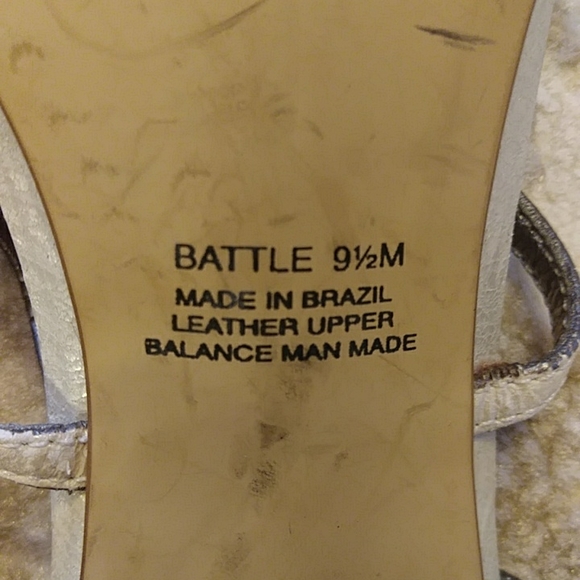 BATTLE 9½M
MADE IN BRAZIL
LEATHER UPPER
BALANCE MAN MADE